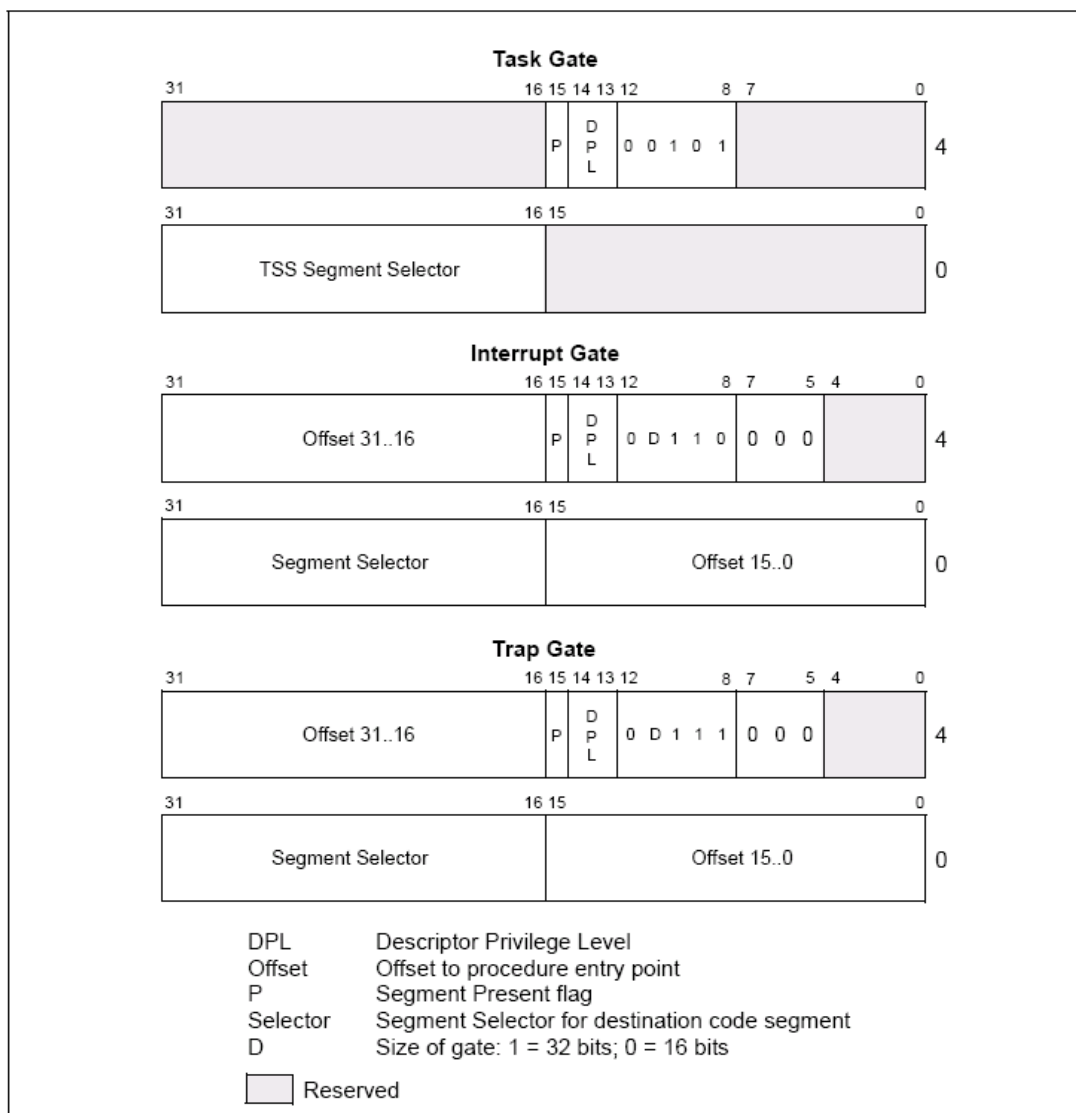 Task Gate
31 16 15 14 13 12 8 7 0
P D P L 0 0 1 0 1 4
31 16 15 0
TSS Segment Selector 0
Interrupt Gate
31 16 15 14 13 12 8 7 5 4 0
Offset 31..16 P D P L 0 D 1 1 0 0 0 0 4
31 16 15 0
Segment Selector Offset 15..0 0
Trap Gate
31 16 15 14 13 12 8 7 5 4 0
Offset 31..16 P D P L 0 D 1 1 1 0 0 0 4
31 16 15 0
Segment Selector Offset 15..0 0
DPL Descriptor Privilege Level
Offset Offset to procedure entry point
P Segment Present flag
Selector Segment Selector for destination code segment
D Size of gate: 1 = 32 bits; 0 = 16 bits
Reserved